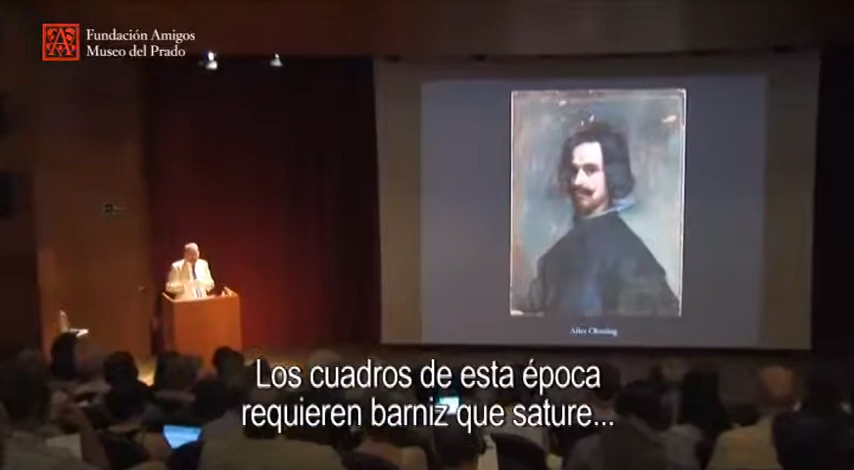 Fundación Amigos
Museo del Prado
After Cleaning
Los cuadros de esta época
requieren barniz que sature...